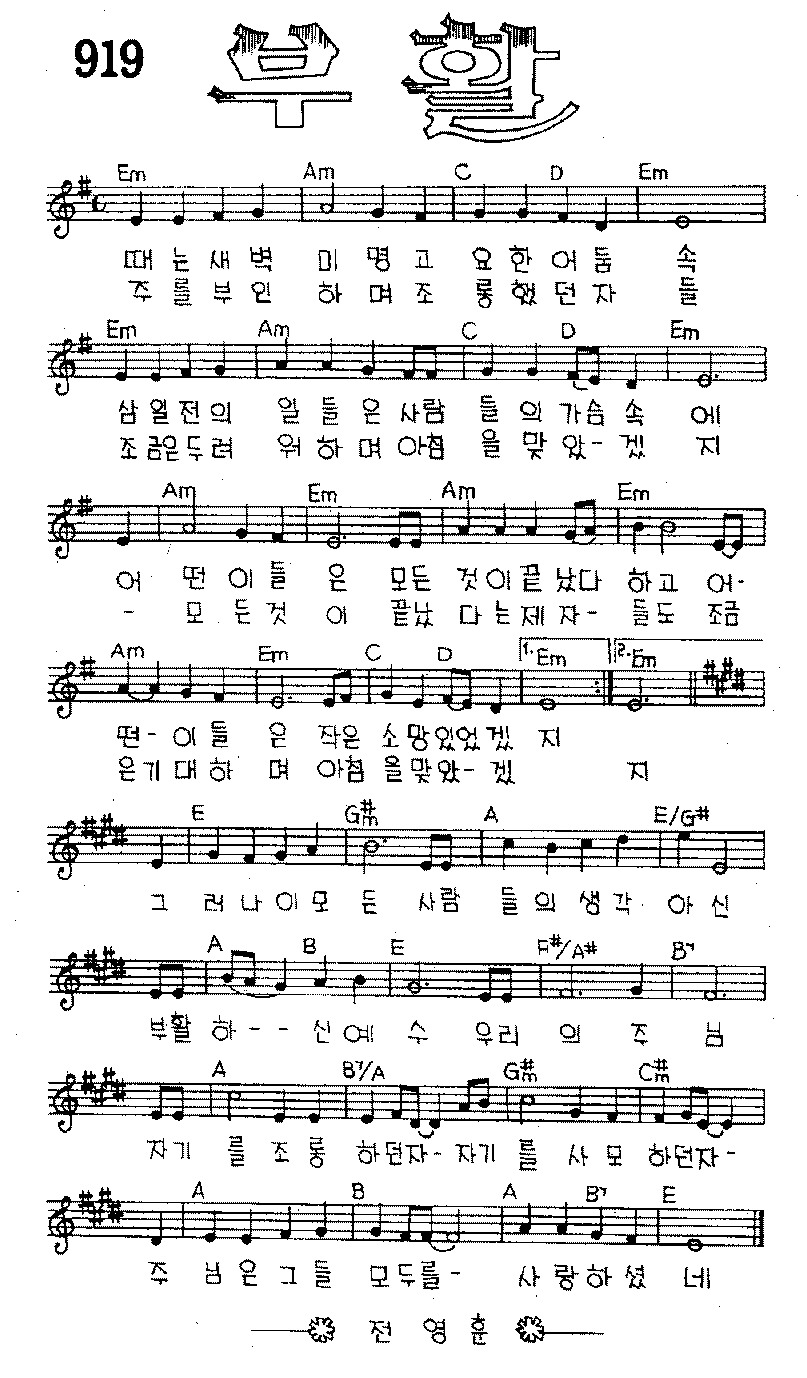 919
부활
Em Am C D Em
때 는 새 벽 미 명 고 요 한 어 둠 속
주 를 부 인 하 며 조 롱 했 던 자 들
Em Am C D Em
삼 일 전 의 일 들 은 사람 들 의 가슴 속 에
조 금은 두 려 워 하 며 아침 을 맞 았- 겠 지
Am Em Am Em
어 떤 이 들 은 모든 것 이 끝 났다 하고 어-
- 모 든 것 이 끝났 다 는 제 자- 들도 조금
Am Em C D 1. Em 2. Em
떤- 이 들 은 작은 소 망 있었 겠 지
은기 대 하 며 아침 을 맞았- 겠 지
E G#m A E/G#
그 러 나 이 모 든 사람 들 의 생 각 아 신
A B E F#/A# B7
부활 하 - - 신 예 수 우리 의 주 님
A B7/A G#m C#m
자기 를 조 롱 하 던자- 자기 를 사 모 하 던자-
A B A B7 E
주 님 은 그 들 모 두를- 사 랑 하 셨 네
전 영 훈